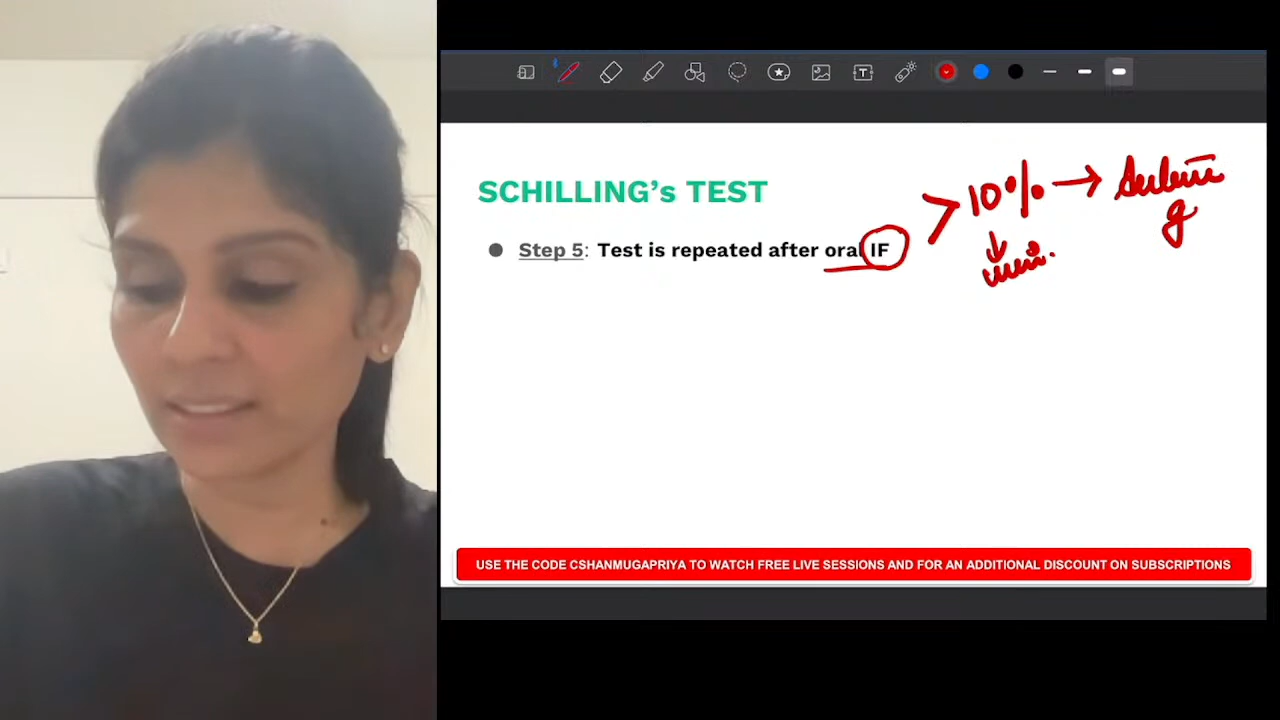 SCHILLING's TEST
> 10% →
Step 5: Test is repeated after oral IF
USE THE CODE CSHANMUGAPRIYA TO WATCH FREE LIVE SESSIONS AND FOR AN ADDITIONAL DISCOUNT ON SUBSCRIPTIONS